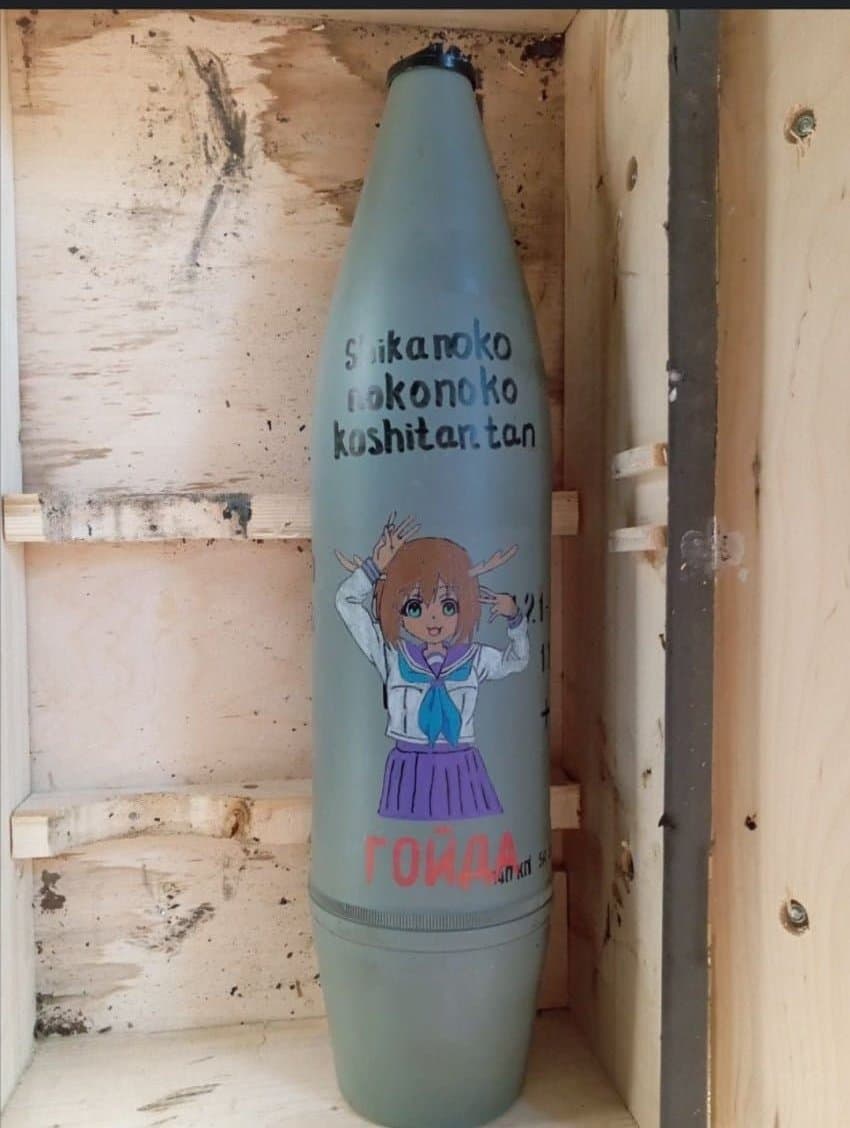 Shikanoko
nokonoko
koshitantan
ГОЙДА